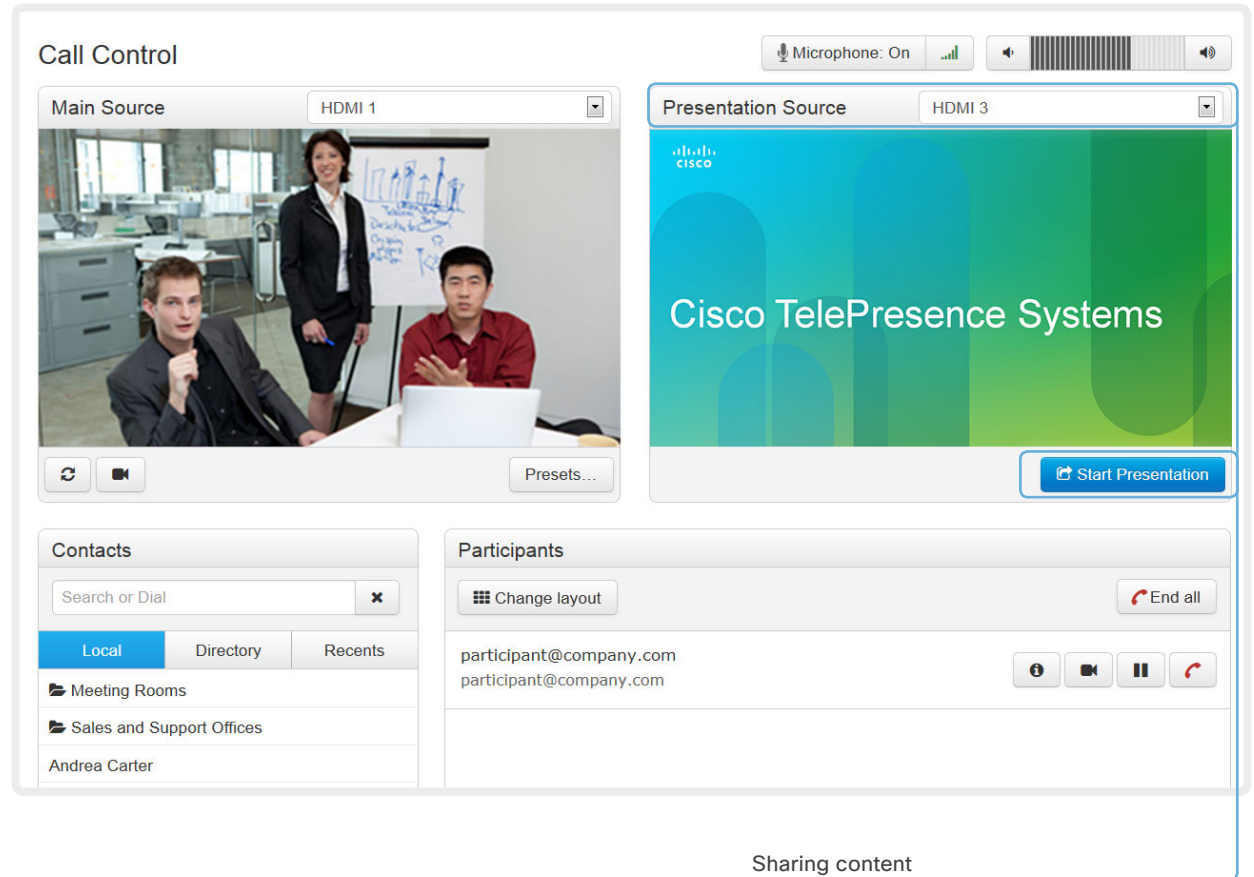 Call Control
Microphone: On
Main Source
HDMI 1
Presentation Source
HDMI 3
CISCO
Cisco TelePresence Systems
Presets...
Start Presentation
Contacts
Participants
Search or Dial
Change layout
End all
Local Directory Recents
participant@company.com
participant@company.com
Meeting Rooms
Sales and Support Offices
Andrea Carter
Sharing content